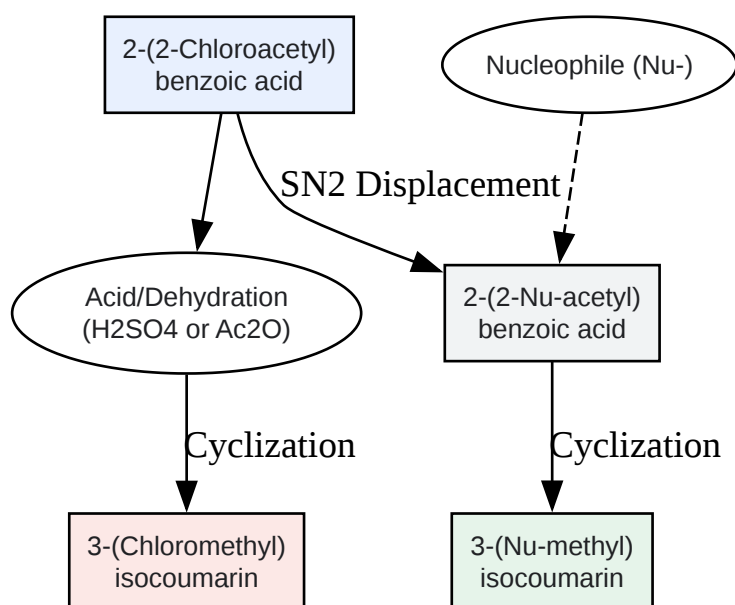 2-(2-Chloroacetyl)
benzoic acid
Nucleophile (Nu-)
SN2 Displacement
Acid/Dehydration
(H2SO4 or Ac2O)
2-(2-Nu-acetyl)
benzoic acid
Cyclization
Cyclization
3-(Chloromethyl)
isocoumarin
3-(Nu-methyl)
isocoumarin